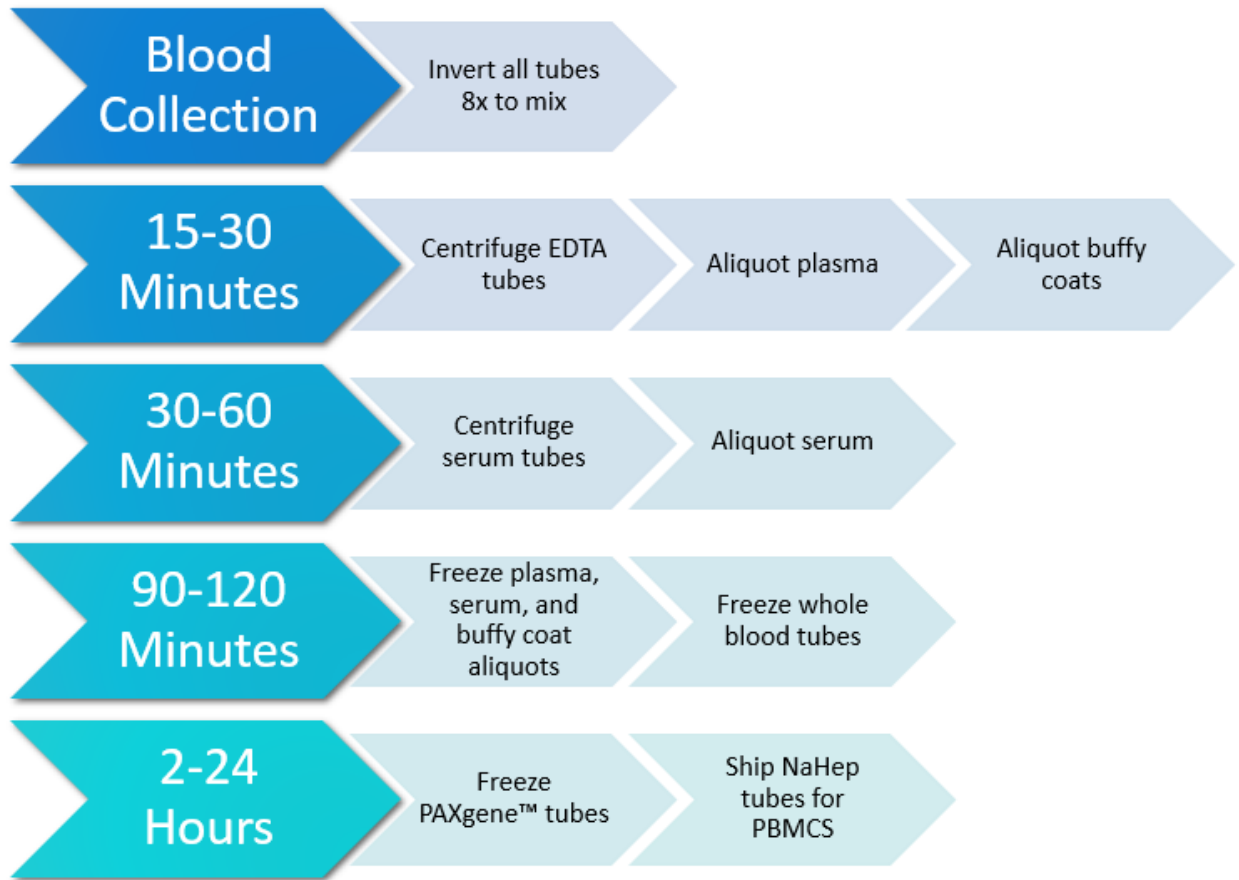 Blood
Collection
Invert all tubes
8x to mix
15-30
Minutes
Centrifuge EDTA
tubes
Aliquot plasma
Aliquot buffy
coats
30-60
Minutes
Centrifuge
serum tubes
Aliquot serum
90-120
Minutes
Freeze plasma,
serum, and
buffy coat
aliquots
Freeze whole
blood tubes
2-24
Hours
Freeze
PAXgene™ tubes
Ship NaHep
tubes for
PBMCS